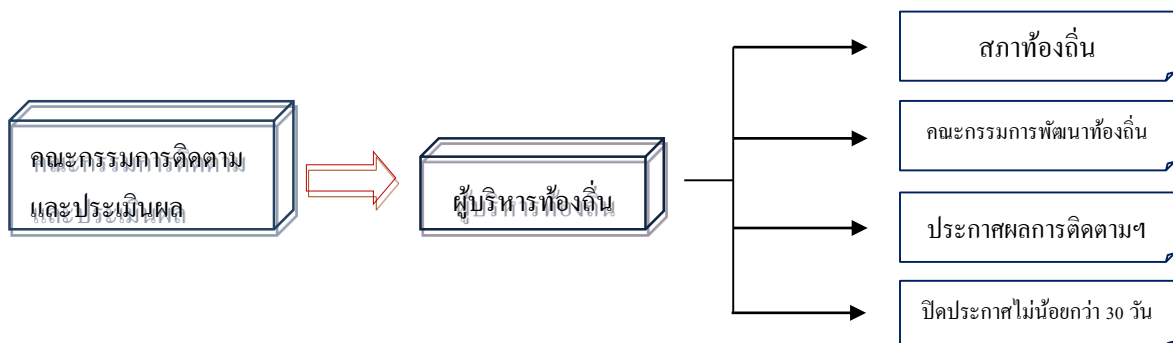 คณะกรรมการติดตาม
และประเมินผล
ผู้บริหารท้องถิ่น
สภาท้องถิ่น
คณะกรรมการพัฒนาท้องถิ่น
ประกาศผลการติดตามฯ
ปิดประกาศไม่น้อยกว่า 30 วัน